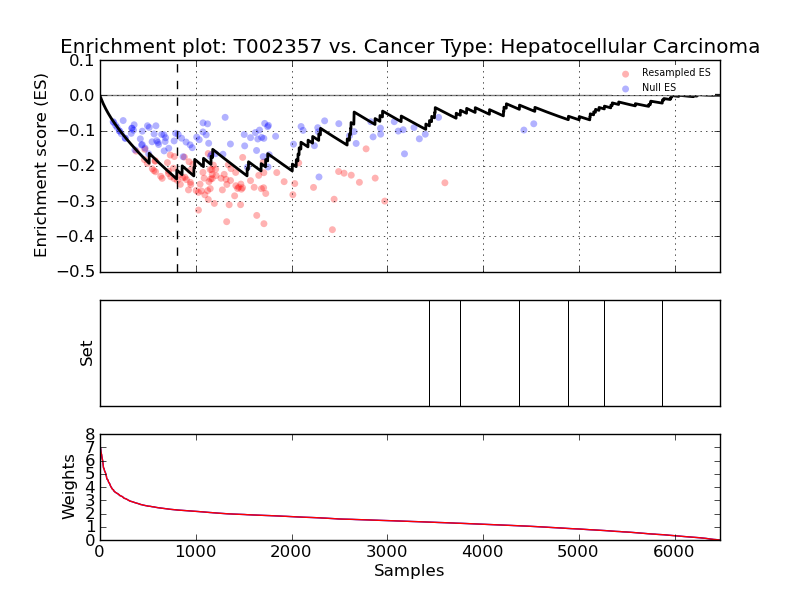 Enrichment plot: T002357 vs. Cancer Type: Hepatocellular Carcinoma
Enrichment score (ES)
0.1
0.0
−0.1
−0.2
−0.3
−0.4
−0.5
Resampled ES
Null ES
Set
Weights
8
7
6
5
4
3
2
1
0
0 1000 2000 3000 4000 5000 6000
Samples